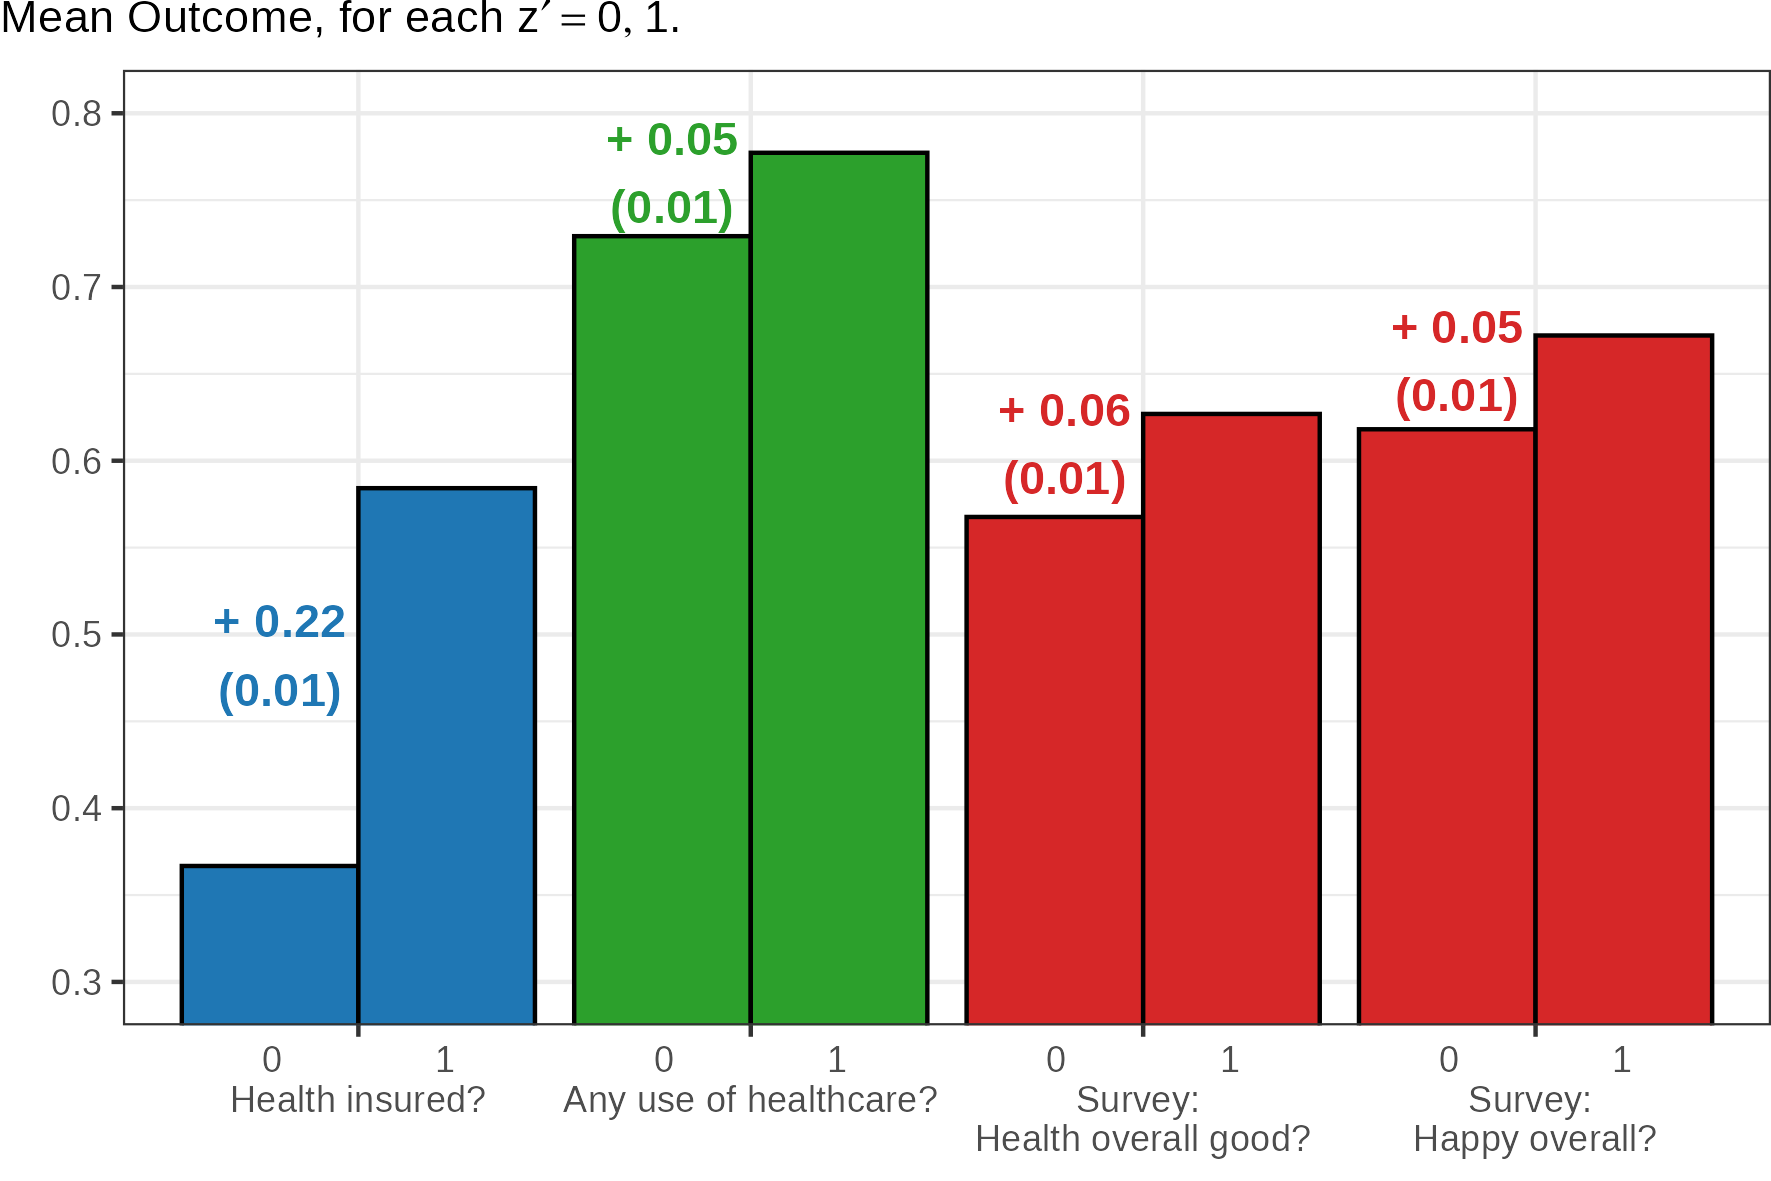 Mean Outcome, for each z′ = 0, 1.
0.8
0.7
0.6
0.5
0.4
0.3
+ 0.22
(0.01)
+ 0.05
(0.01)
+ 0.06
(0.01)
+ 0.05
(0.01)
0 1
Health insured?
0 1
Any use of healthcare?
0 1
Survey:
Health overall good?
0 1
Survey:
Happy overall?